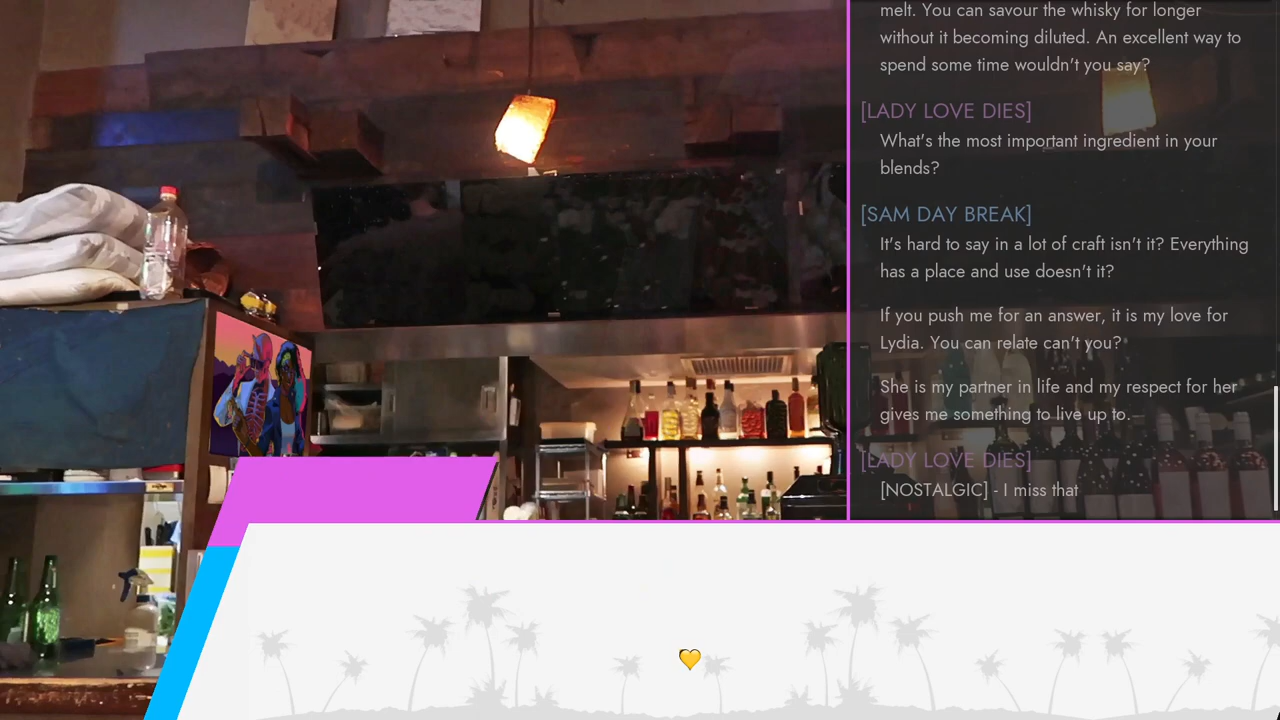 melt. You can savour the whisky for longer
without it becoming diluted. An excellent way to
spend some time wouldn't you say?
[LADY LOVE DIES]
What's the most important ingredient in your
blends?
[SAM DAY BREAK]
It's hard to say in a lot of craft isn't it? Everything
has a place and use doesn't it?
If you push me for an answer, it is my love for
Lydia. You can relate can't you?
She is my partner in life and my respect for her
gives me something to live up to.
[LADY LOVE DIES]
[NOSTALGIC] - I miss that